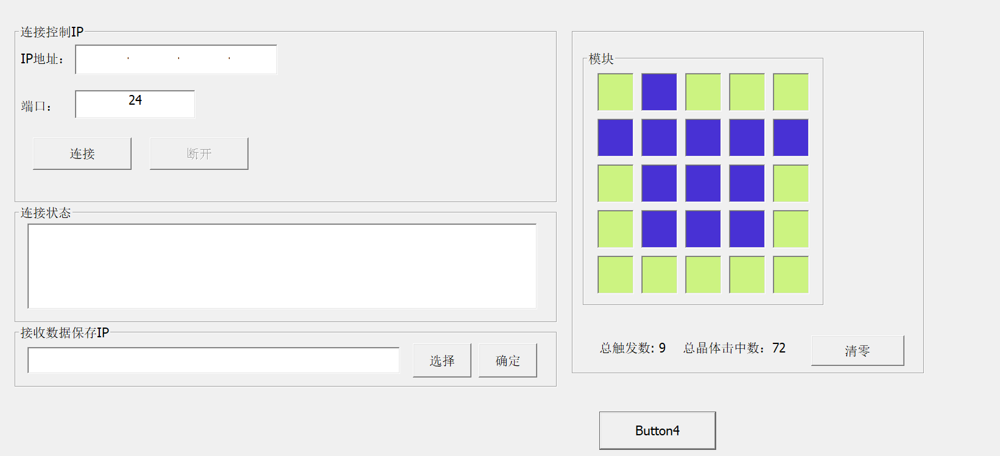 连接控制IP
IP地址：
端口： 24
连接 断开
连接状态
接收数据保存IP
选择 确定
模块
总触发数: 9 总晶体击中数：72 清零
Button4